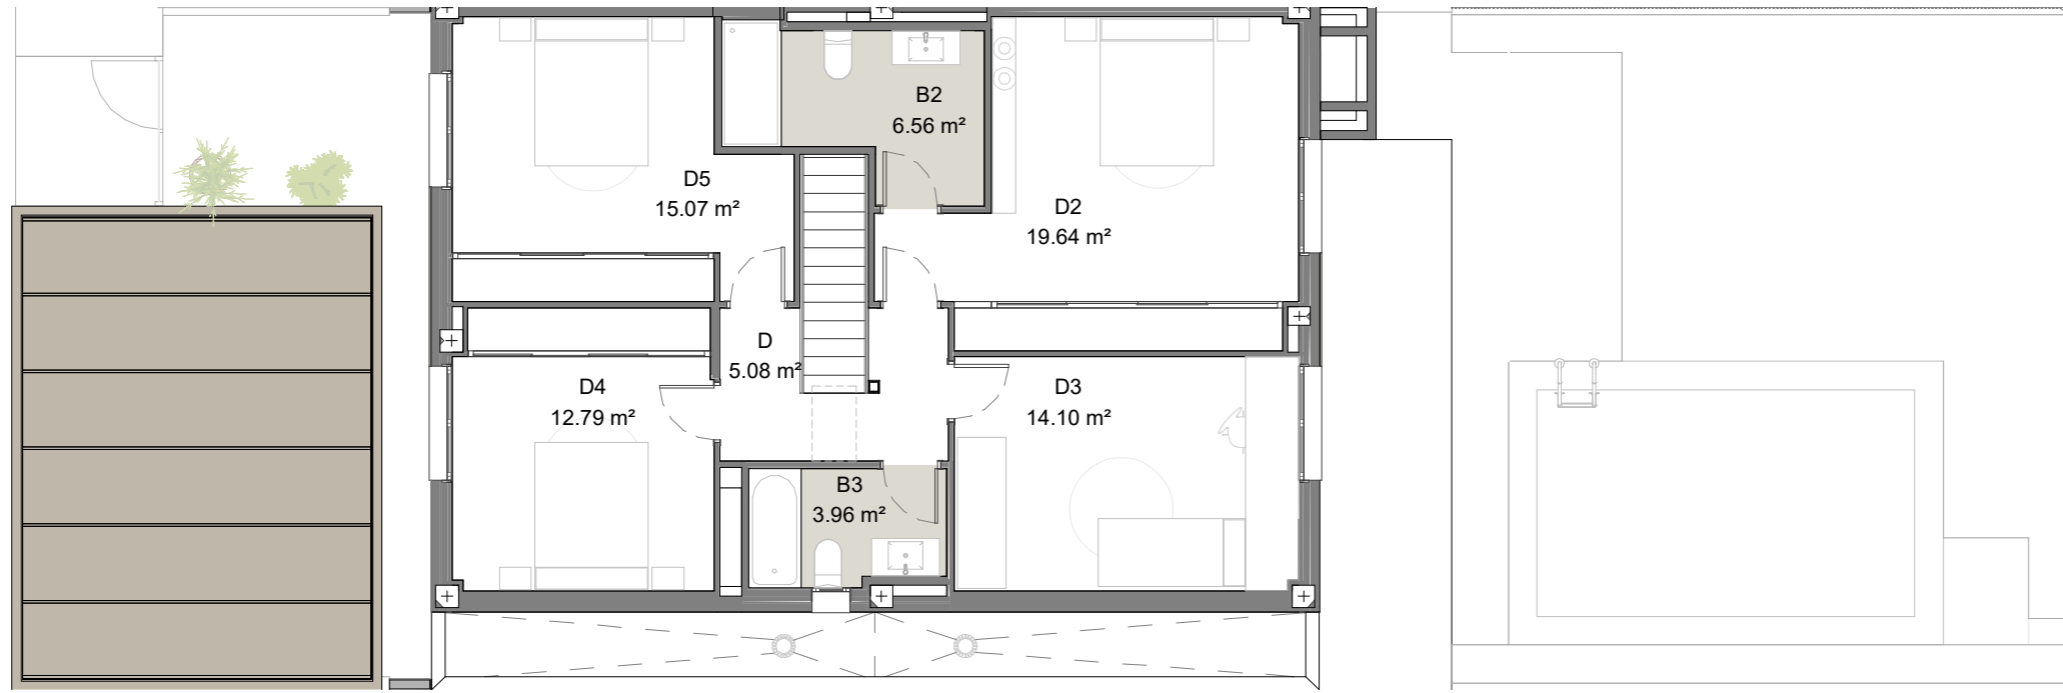 B2
6.56 m²
D5
15.07 m²
D2
19.64 m²
D
5.08 m²
D4
12.79 m²
D3
14.10 m²
B3
3.96 m²